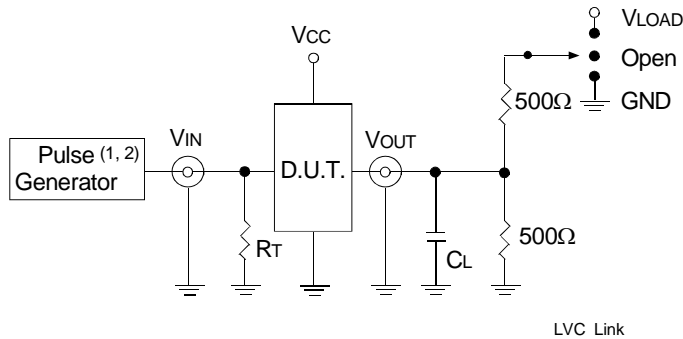 VLOAD
VCC
Open
500Ω
GND
VIN
VOUT
Pulse (1, 2)
Generator
D.U.T.
RT
CL
500Ω
LVC Link